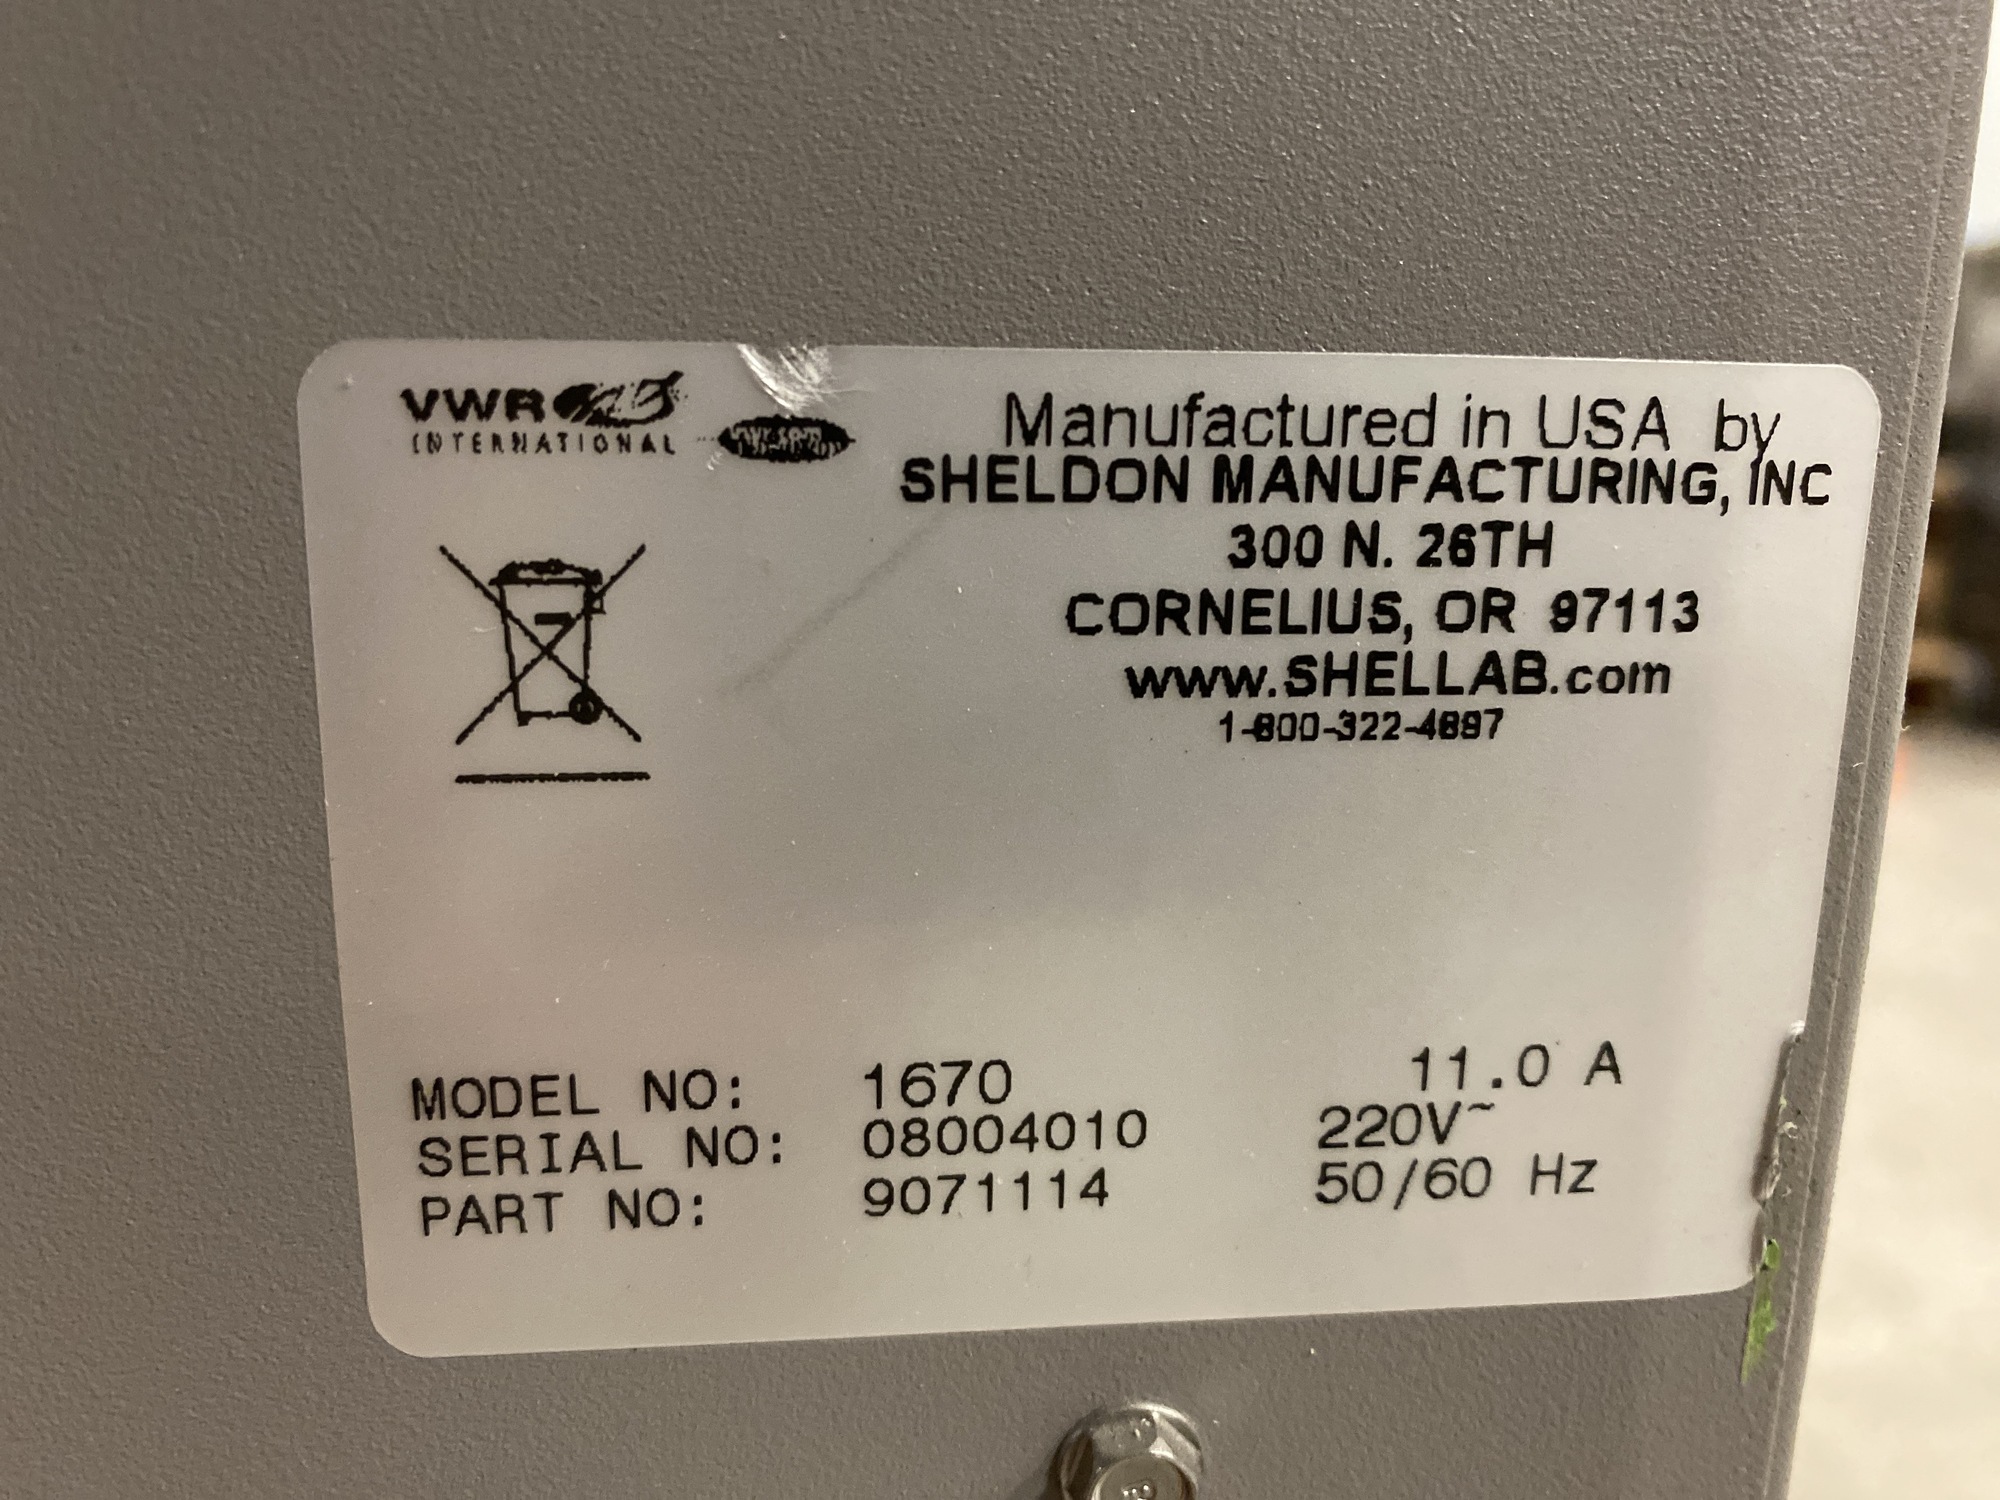 VWR
INTERNATIONAL
Manufactured in USA by
SHELDON MANUFACTURING, INC
300 N. 26TH
CORNELIUS, OR 97113
www.SHELLAB.com
1-800-322-4897
MODEL NO: 1670 11.0 A
SERIAL NO: 08004010 220V~
PART NO: 9071114 50/60 Hz